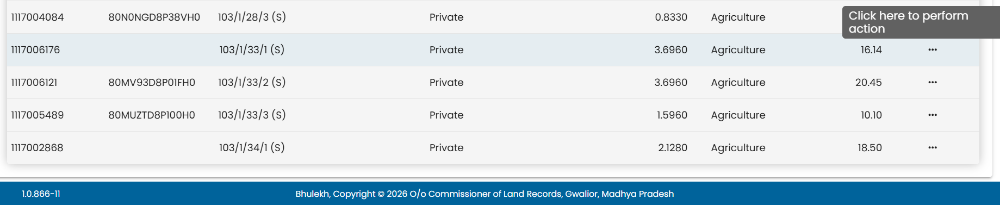 1117004084 80N0NGD8P38VH0 103/1/28/3 (S) Private 0.8330 Agriculture
Click here to perform
action
1117006176 103/1/33/1 (S) Private 3.6960 Agriculture 16.14 •••
1117006121 80MV93D8P01FH0 103/1/33/2 (S) Private 3.6960 Agriculture 20.45 •••
1117005489 80MUZTD8P100H0 103/1/33/3 (S) Private 1.5960 Agriculture 10.10 •••
1117002868 103/1/34/1 (S) Private 2.1280 Agriculture 18.50 •••
1.0.866-11 Bhulekh, Copyright © 2026 O/o Commissioner of Land Records, Gwalior, Madhya Pradesh